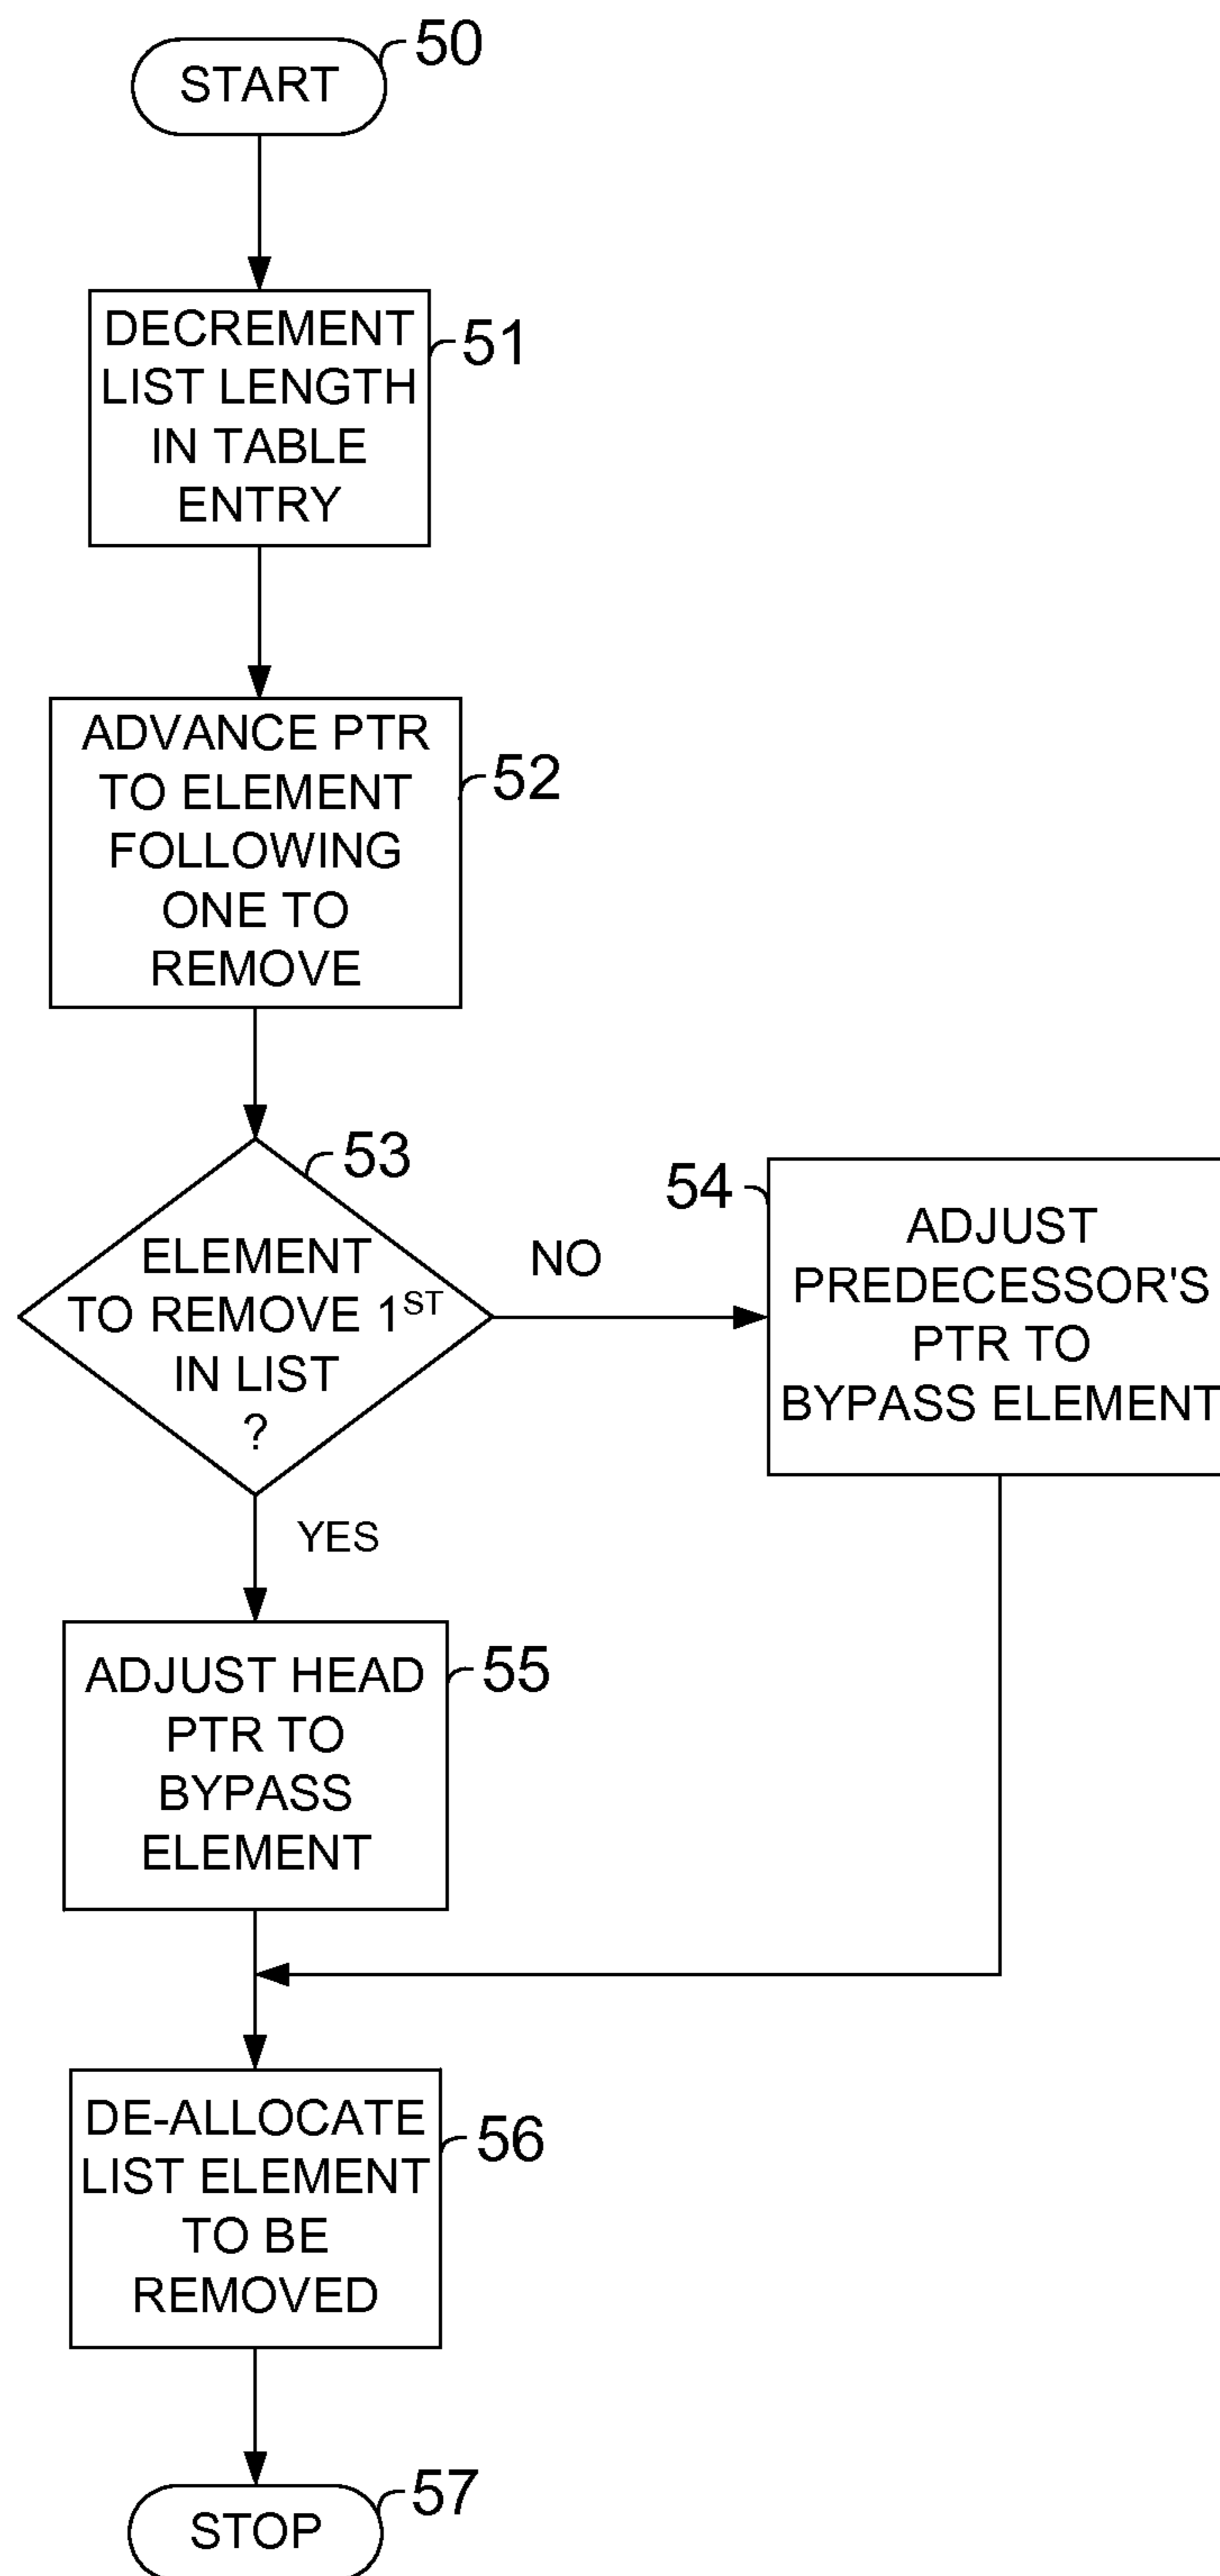 START
50
DECREMENT
LIST LENGTH
IN TABLE
ENTRY
51
ADVANCE PTR
TO ELEMENT
FOLLOWING
ONE TO
REMOVE
52
53
ELEMENT
TO REMOVE 1ST
IN LIST
?
NO
54
ADJUST
PREDECESSOR'S
PTR TO
BYPASS ELEMENT
YES
ADJUST HEAD
PTR TO
BYPASS
ELEMENT
55
DE-ALLOCATE
LIST ELEMENT
TO BE
REMOVED
56
STOP
57